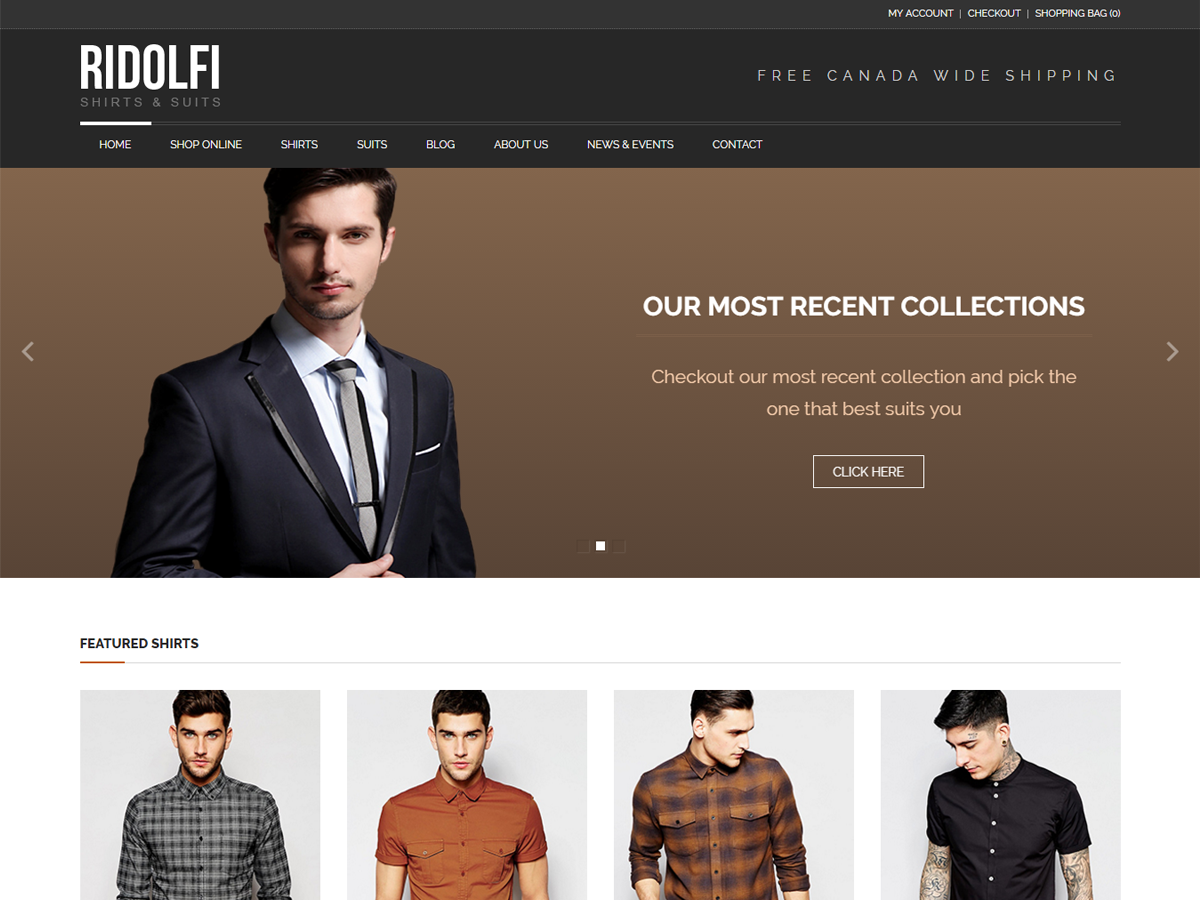 MY ACCOUNT | CHECKOUT | SHOPPING BAG (0)
RIDOLFI
SHIRTS & SUITS
FREE CANADA WIDE SHIPPING
HOME SHOP ONLINE SHIRTS SUITS BLOG ABOUT US NEWS & EVENTS CONTACT
OUR MOST RECENT COLLECTIONS
Checkout our most recent collection and pick the
one that best suits you
CLICK HERE
FEATURED SHIRTS